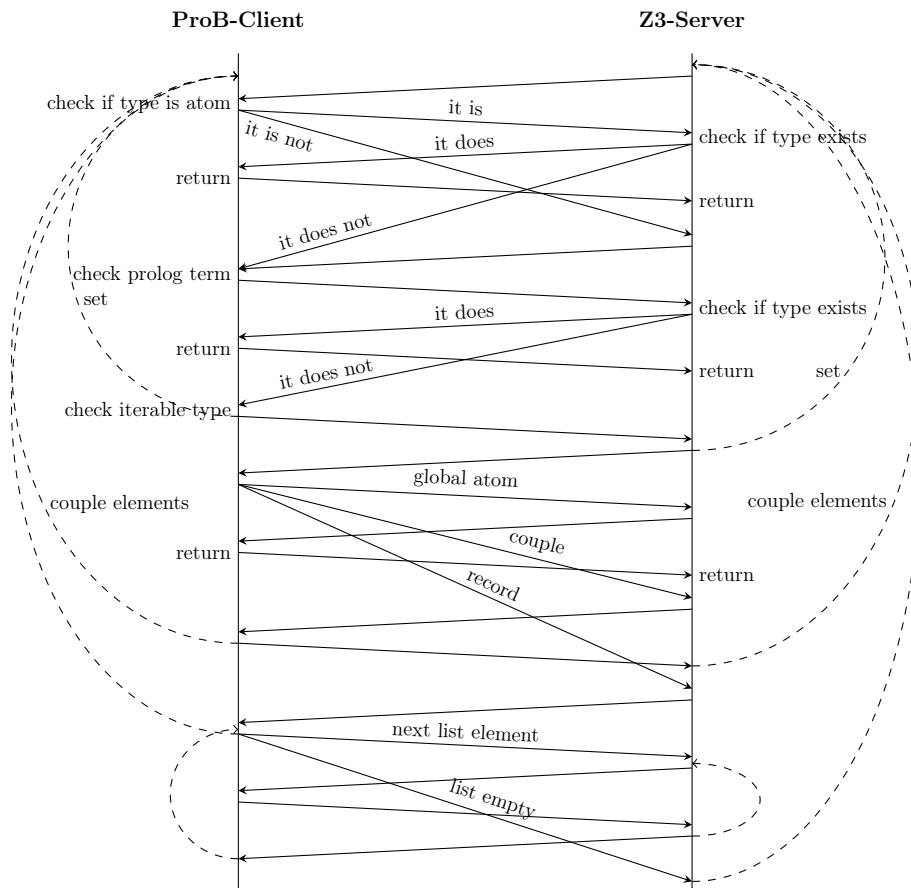 ProB-Client
Z3-Server
check if type is atom
it is
it is not
check if type exists
it does
return
return
it does not
check prolog term
set
it does
check if type exists
return
it does not
return
set
check iterable type
global atom
couple elements
couple elements
couple
return
return
record
next list element
list empty